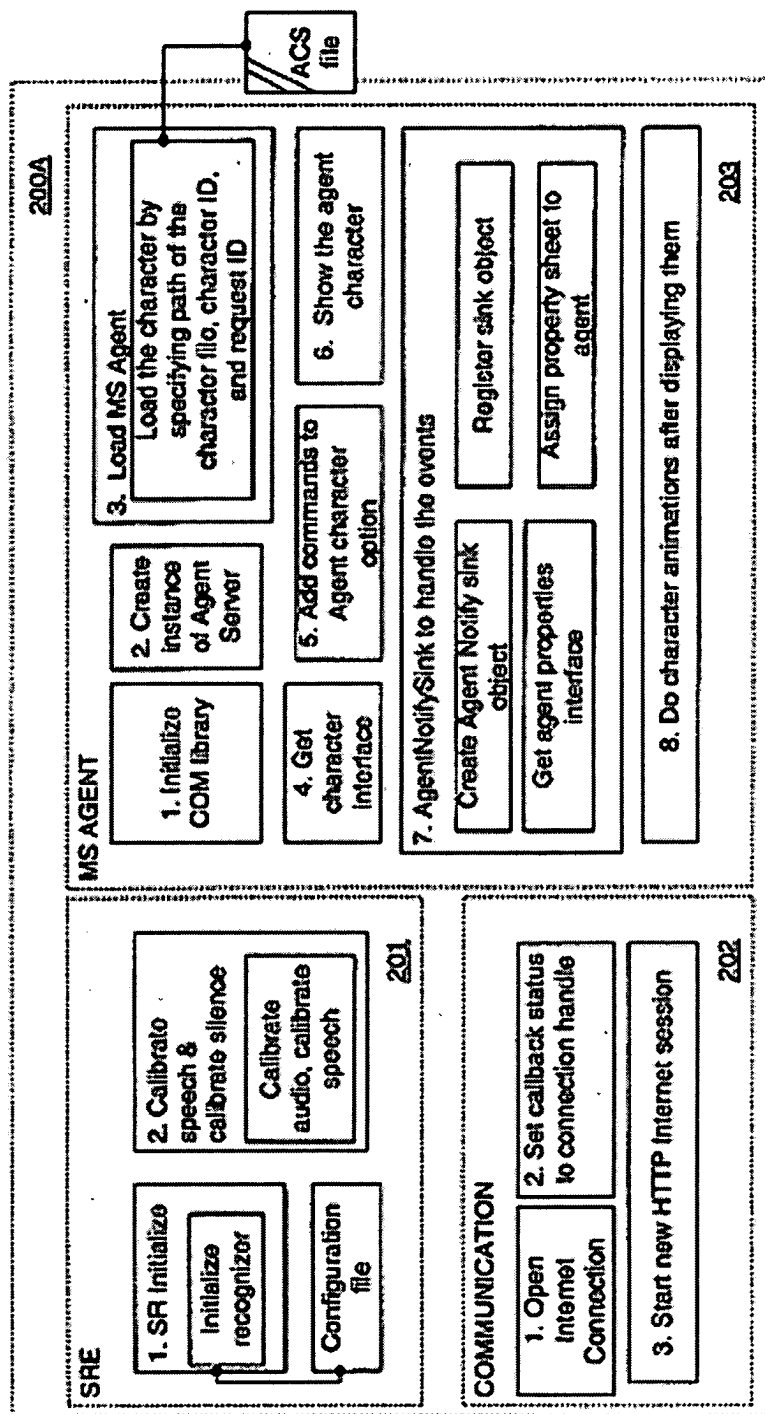 200A
SRE
1. SR Initialize
Initialize
recognizer
Configuration
file
2. Calibrate
speech &
calibrate silence
Calibrate
audio, calibrate
speech
201
COMMUNICATION
1. Open
Internet
Connection
2. Set callback status
to connection handle
3. Start new HTTP Internet session
202
MS AGENT
1. Initialize
COM library
2. Create
instance
of Agent
Server
3. Load MS Agent
Load the character by
specifying path of the
character file, character ID,
and request ID
ACS
file
4. Get
character
interface
5. Add commands to
Agent character
option
6. Show the agent
character
7. AgentNotifySink to handle the events
Create Agent Notify sink
object
Register sink object
Get agent properties
interface
Assign property sheet to
agent
8. Do character animations after displaying them
203